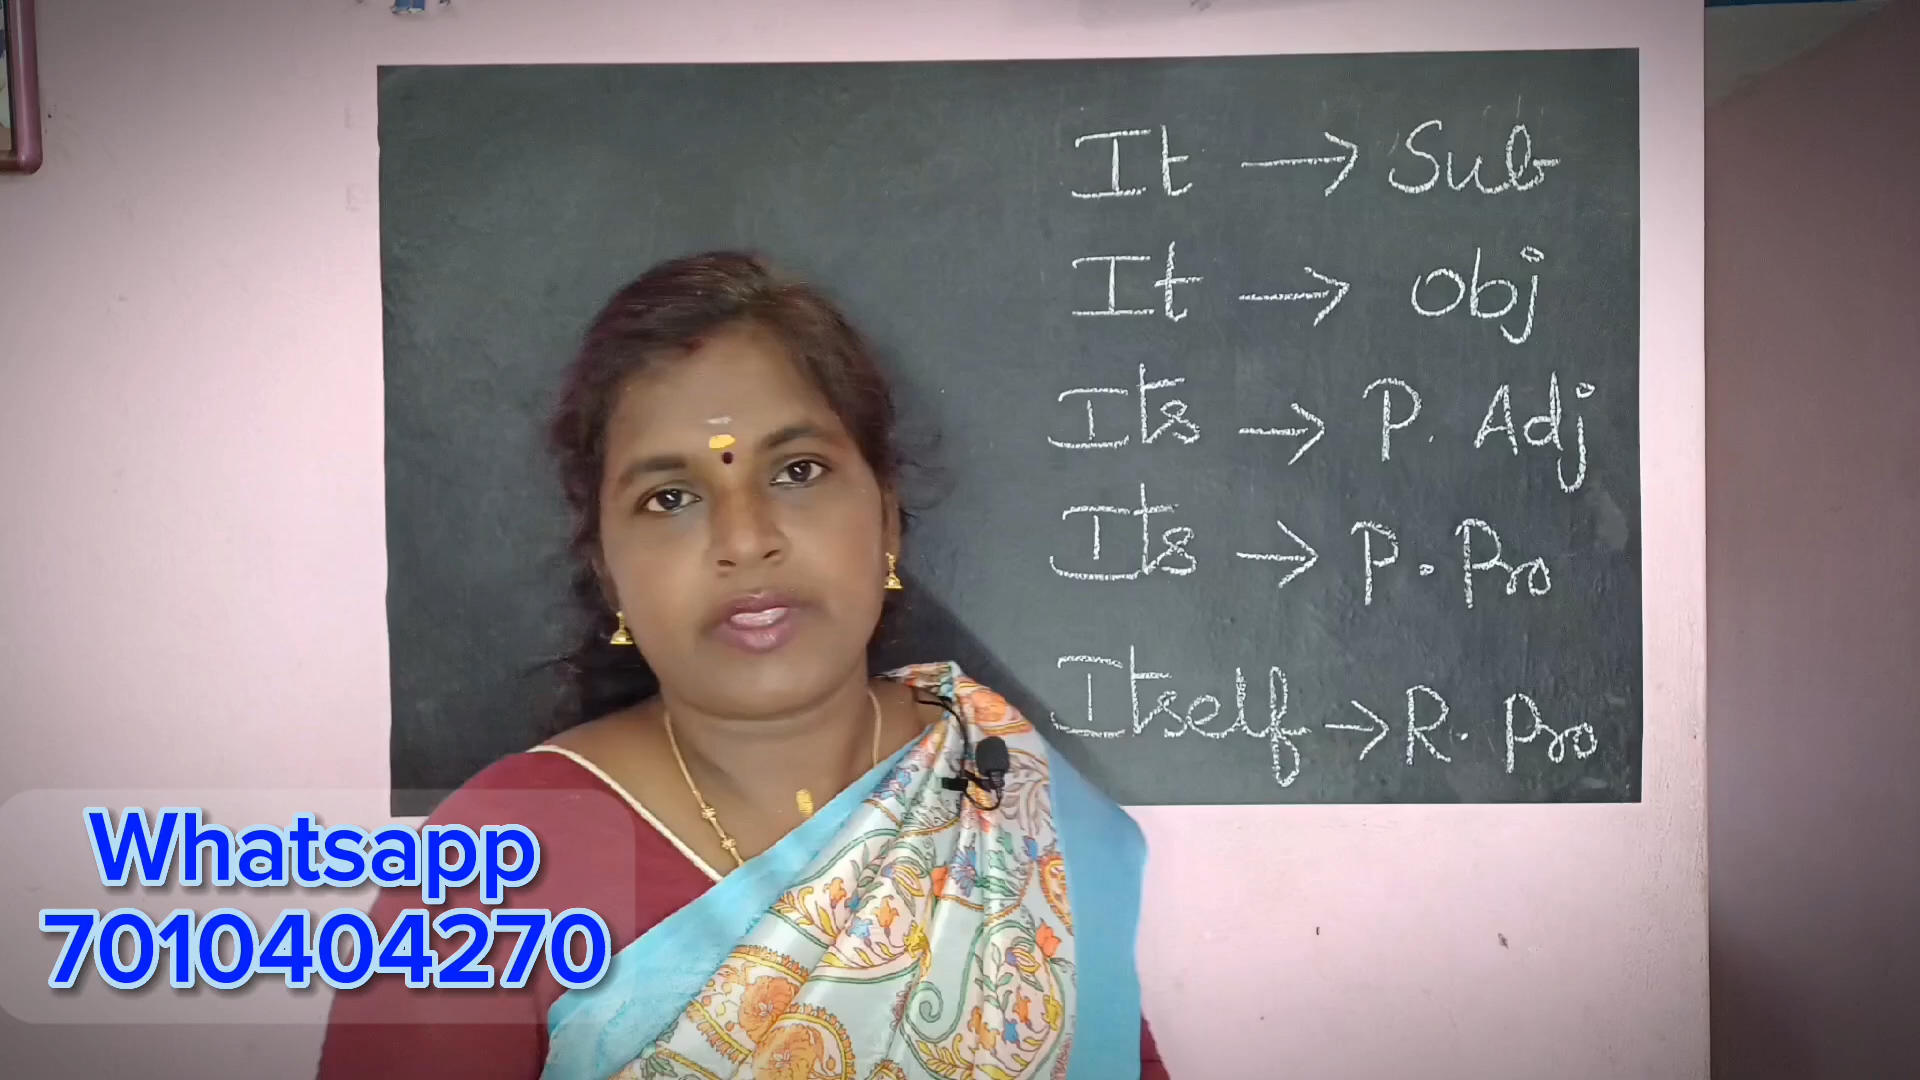 It → Sub
It → Obj
Its → P. Adj
Its → P. Pro
Itself → R. Pro
Whatsapp
7010404270